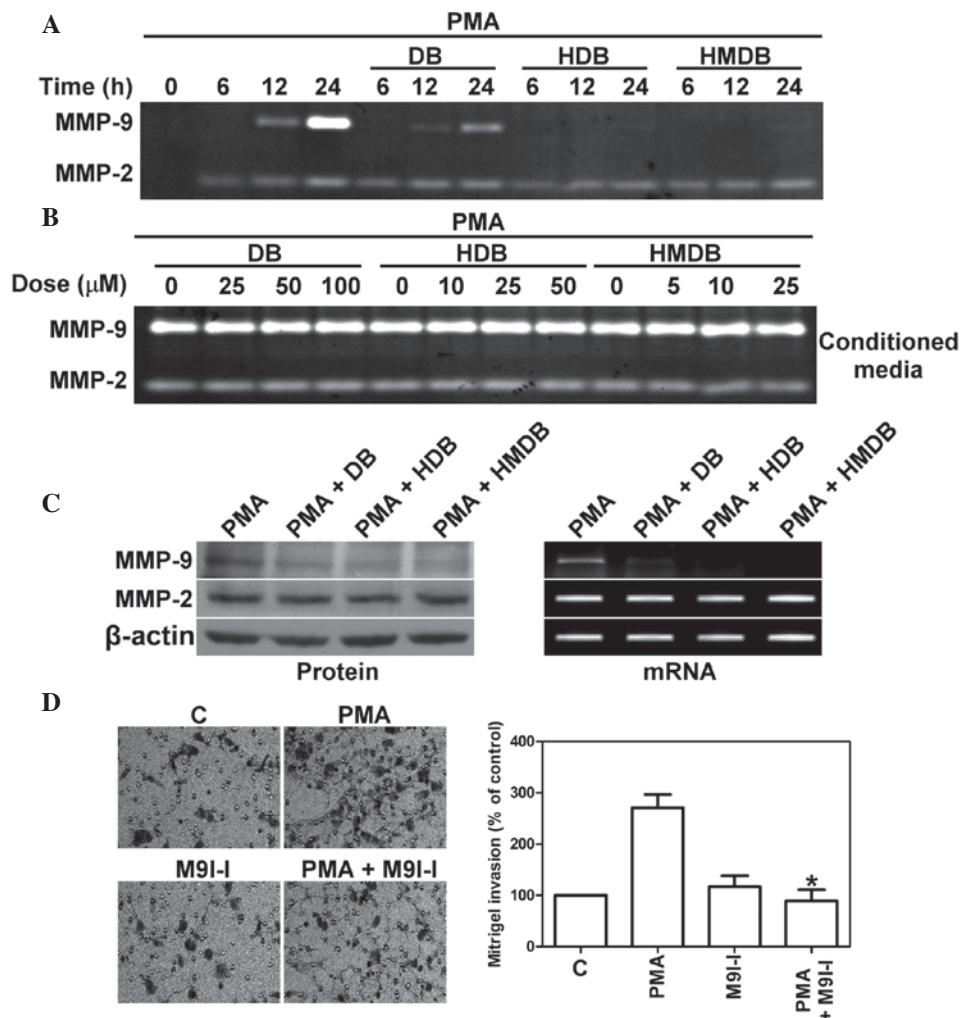 A
PMA
DB HDB HMDB
Time (h) 0 6 12 24 6 12 24 6 12 24 6 12 24
MMP-9
MMP-2
B
PMA
DB HDB HMDB
Dose (μM) 0 25 50 100 0 10 25 50 0 5 10 25
MMP-9
MMP-2
Conditioned
media
C
PMA PMA + DB PMA + HDB PMA + HMDB
PMA PMA + DB PMA + HDB PMA + HMDB
MMP-9
MMP-2
β-actin
Protein
mRNA
D
C PMA
M9I-I PMA + M9I-I
Mitrigel invasion (% of control)
400
300
200
100
0
C
PMA
M9I-I
PMA
+ M9I-I
*